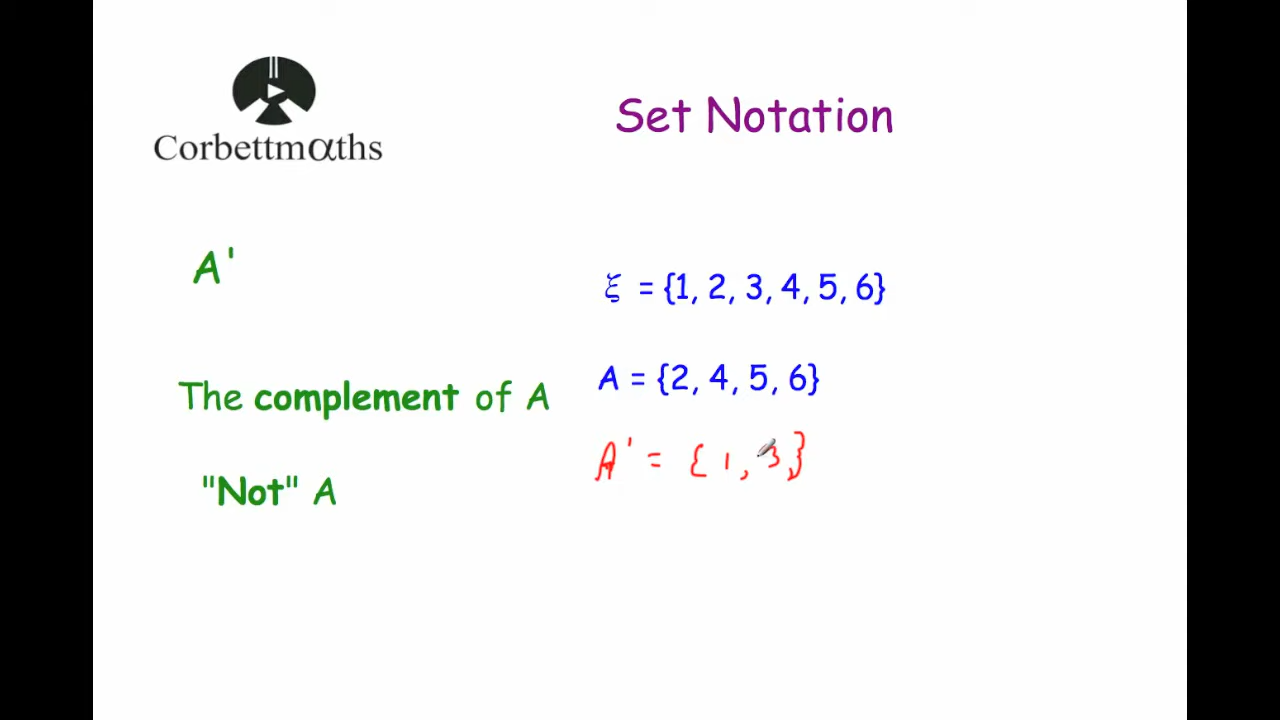 Corbettmαths
Set Notation
A'
ξ = {1, 2, 3, 4, 5, 6}
The complement of A
A = {2, 4, 5, 6}
A' = {1, 3,}
"Not" A